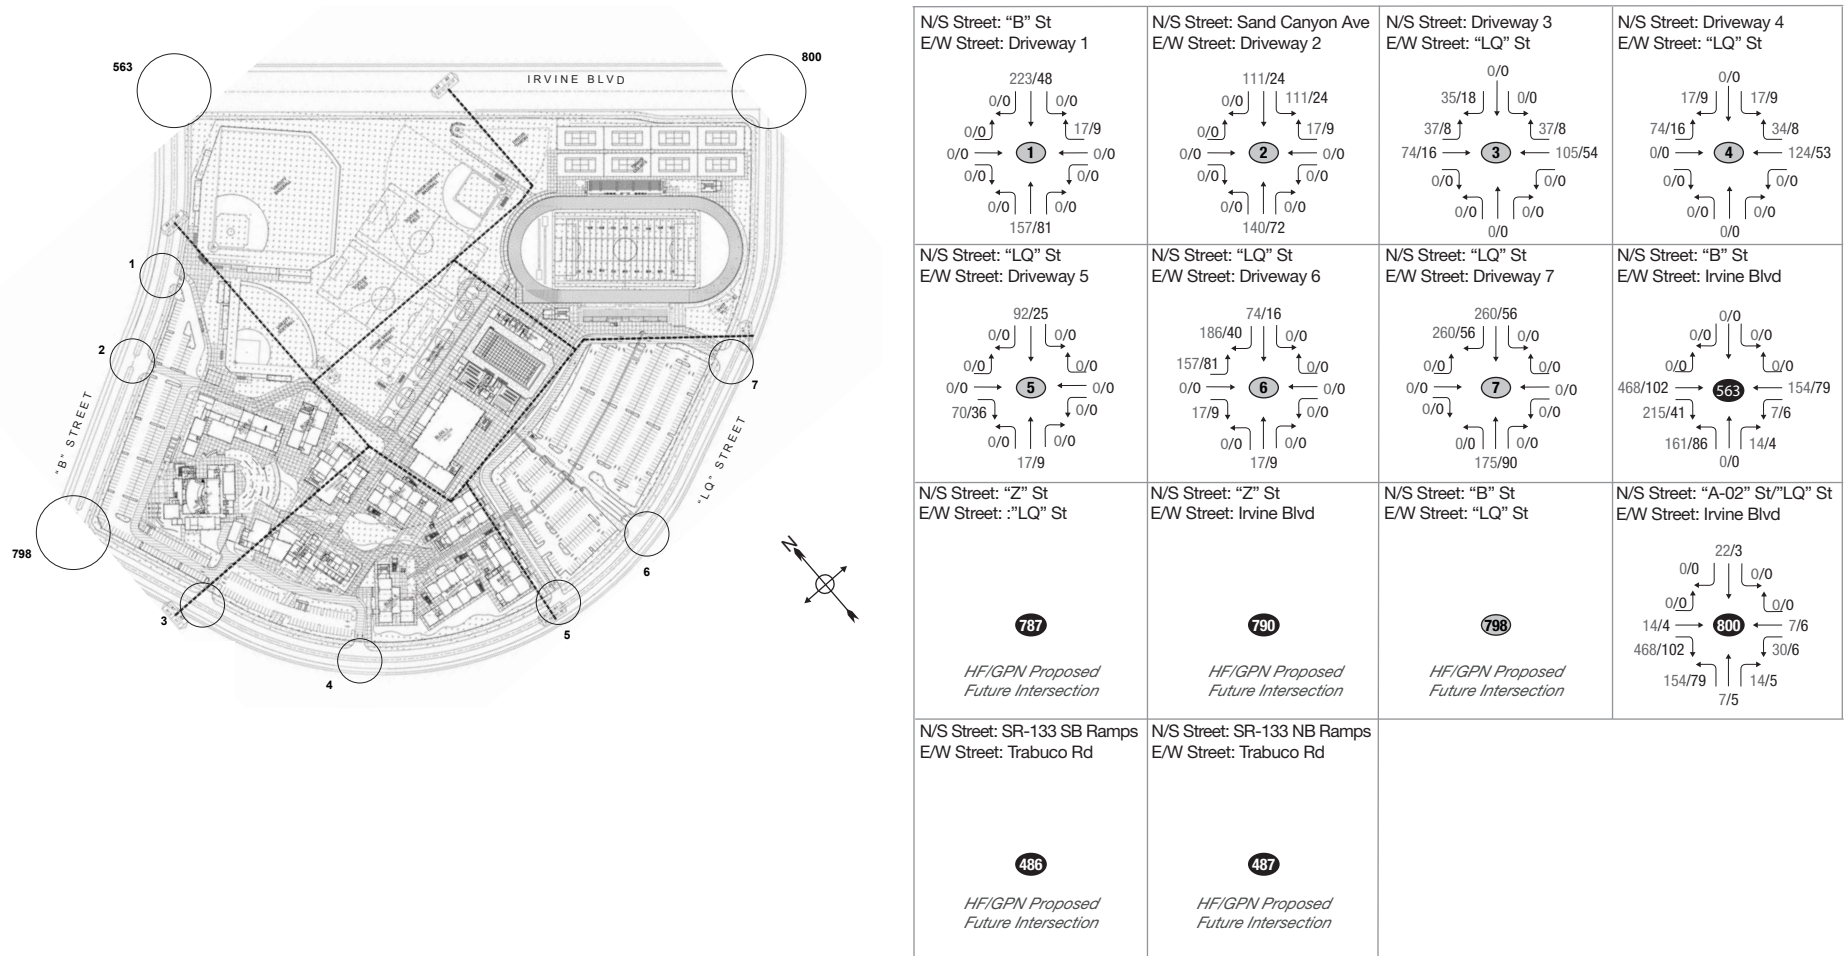 563
800
IRVINE BLVD
1
2
7
"B" STREET
"LQ" STREET
798
N
6
3
5
4
N/S Street: “B” St
E/W Street: Driveway 1
223/48
0/0 0/0
0/0 17/9
0/0 1 0/0
0/0 0/0
0/0 0/0
157/81
N/S Street: Sand Canyon Ave
E/W Street: Driveway 2
111/24
0/0 111/24
0/0 17/9
0/0 2 0/0
0/0 0/0
0/0 0/0
140/72
N/S Street: Driveway 3
E/W Street: “LQ” St
0/0
35/18 0/0
37/8 37/8
74/16 3 105/54
0/0 0/0
0/0 0/0
0/0
N/S Street: Driveway 4
E/W Street: “LQ” St
0/0
17/9 17/9
74/16 34/8
0/0 4 124/53
0/0 0/0
0/0 0/0
0/0
N/S Street: “LQ” St
E/W Street: Driveway 5
92/25
0/0 0/0
0/0 0/0
0/0 5 0/0
70/36 0/0
0/0 0/0
17/9
N/S Street: “LQ” St
E/W Street: Driveway 6
74/16
186/40 0/0
157/81 0/0
0/0 6 0/0
17/9 0/0
0/0 0/0
17/9
N/S Street: “LQ” St
E/W Street: Driveway 7
260/56
260/56 0/0
0/0 0/0
0/0 7 0/0
0/0 0/0
0/0 0/0
175/90
N/S Street: “B” St
E/W Street: Irvine Blvd
0/0
0/0 0/0
0/0 0/0
468/102 563 154/79
215/41 7/6
161/86 14/4
0/0
N/S Street: “Z” St
E/W Street: :”LQ” St
787
HF/GPN Proposed
Future Intersection
N/S Street: “Z” St
E/W Street: Irvine Blvd
790
HF/GPN Proposed
Future Intersection
N/S Street: “B” St
E/W Street: “LQ” St
798
HF/GPN Proposed
Future Intersection
N/S Street: “A-02” St/”LQ” St
E/W Street: Irvine Blvd
22/3
0/0 0/0
0/0 0/0
14/4 800 7/6
468/102 30/6
154/79 14/5
7/5
N/S Street: SR-133 SB Ramps
E/W Street: Trabuco Rd
486
HF/GPN Proposed
Future Intersection
N/S Street: SR-133 NB Ramps
E/W Street: Trabuco Rd
487
HF/GPN Proposed
Future Intersection